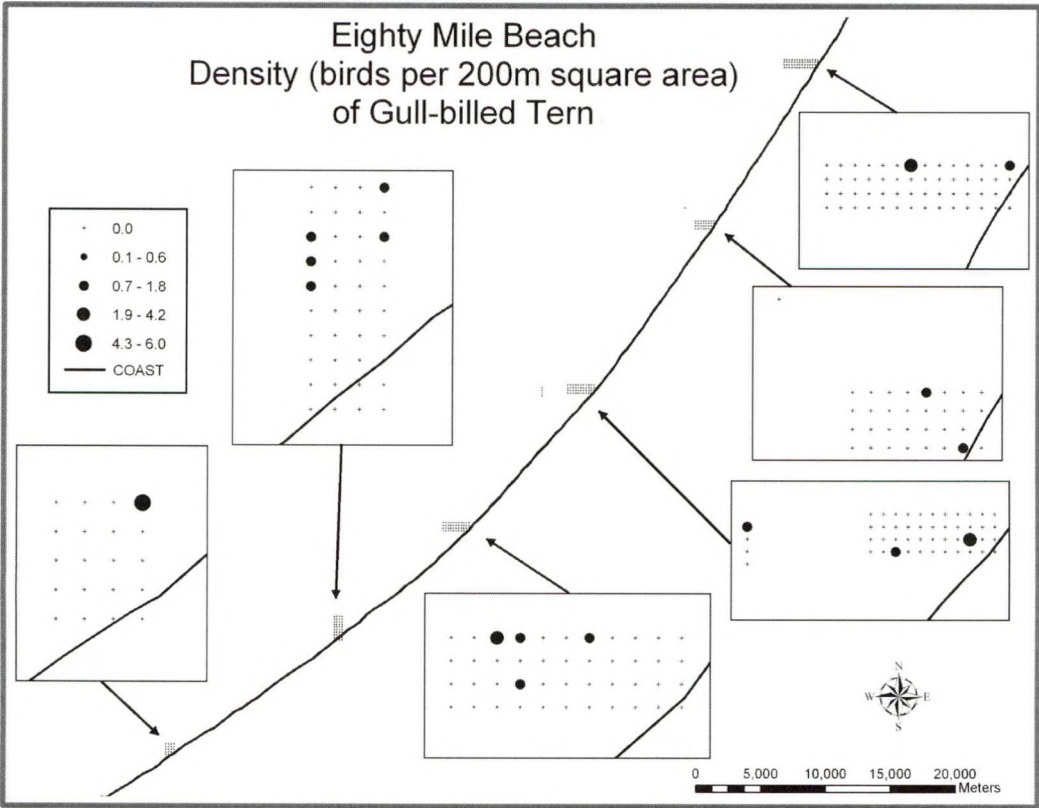 Eighty Mile Beach
Density (birds per 200m square area)
of Gull-billed Tern
0.0
0.1 - 0.6
0.7 - 1.8
1.9 - 4.2
4.3 - 6.0
COAST
N
W E
S
0 5,000 10,000 15,000 20,000
Meters